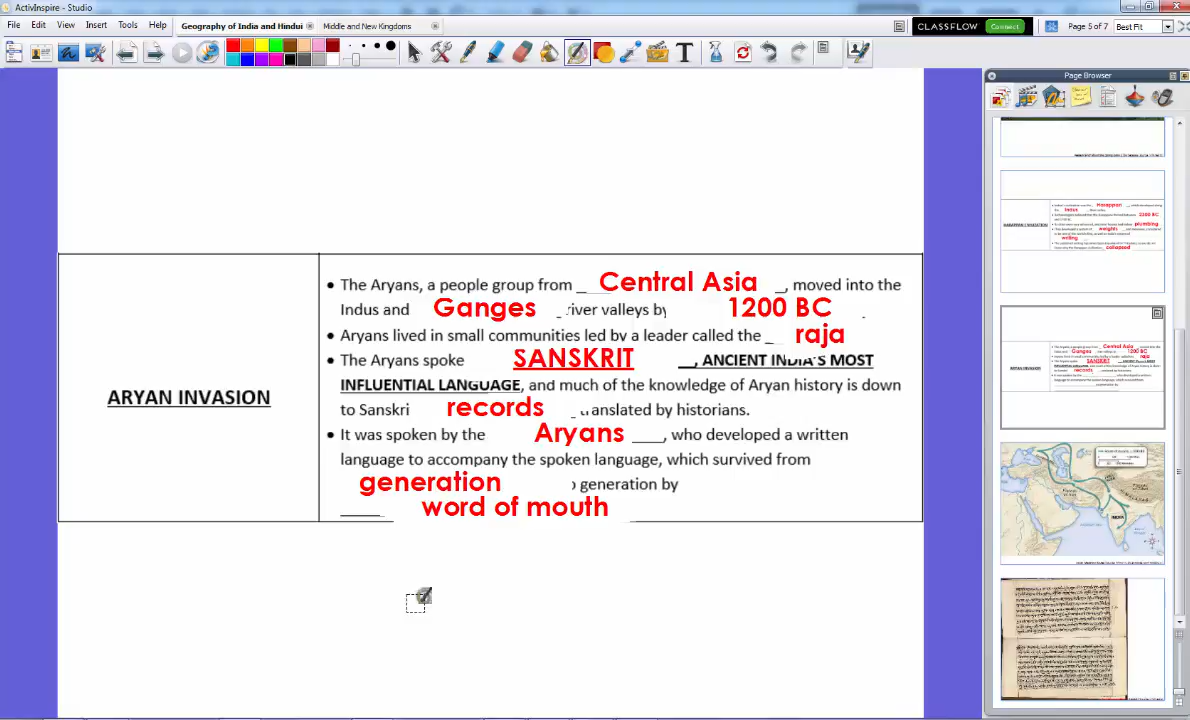 ActivInspire - Studio
File Edit View Insert Tools Help
Geography of India and Hindui
Middle and New Kingdoms
CLASSFLOW Connect
Page 5 of 7
Best Fit
Page Browser
The Aryans, a people group from _ Central Asia _, moved into the
Indus and Ganges river valleys by 1200 BC .
Aryans lived in small communities led by a leader called the _ raja
The Aryans spoke SANSKRIT __, ANCIENT INDIA'S MOST
INFLUENTIAL LANGUAGE, and much of the knowledge of Aryan history is down
to Sanskri records translated by historians.
ARYAN INVASION
It was spoken by the Aryans ____, who developed a written
language to accompany the spoken language, which survived from
generation generation by
_____ word of mouth